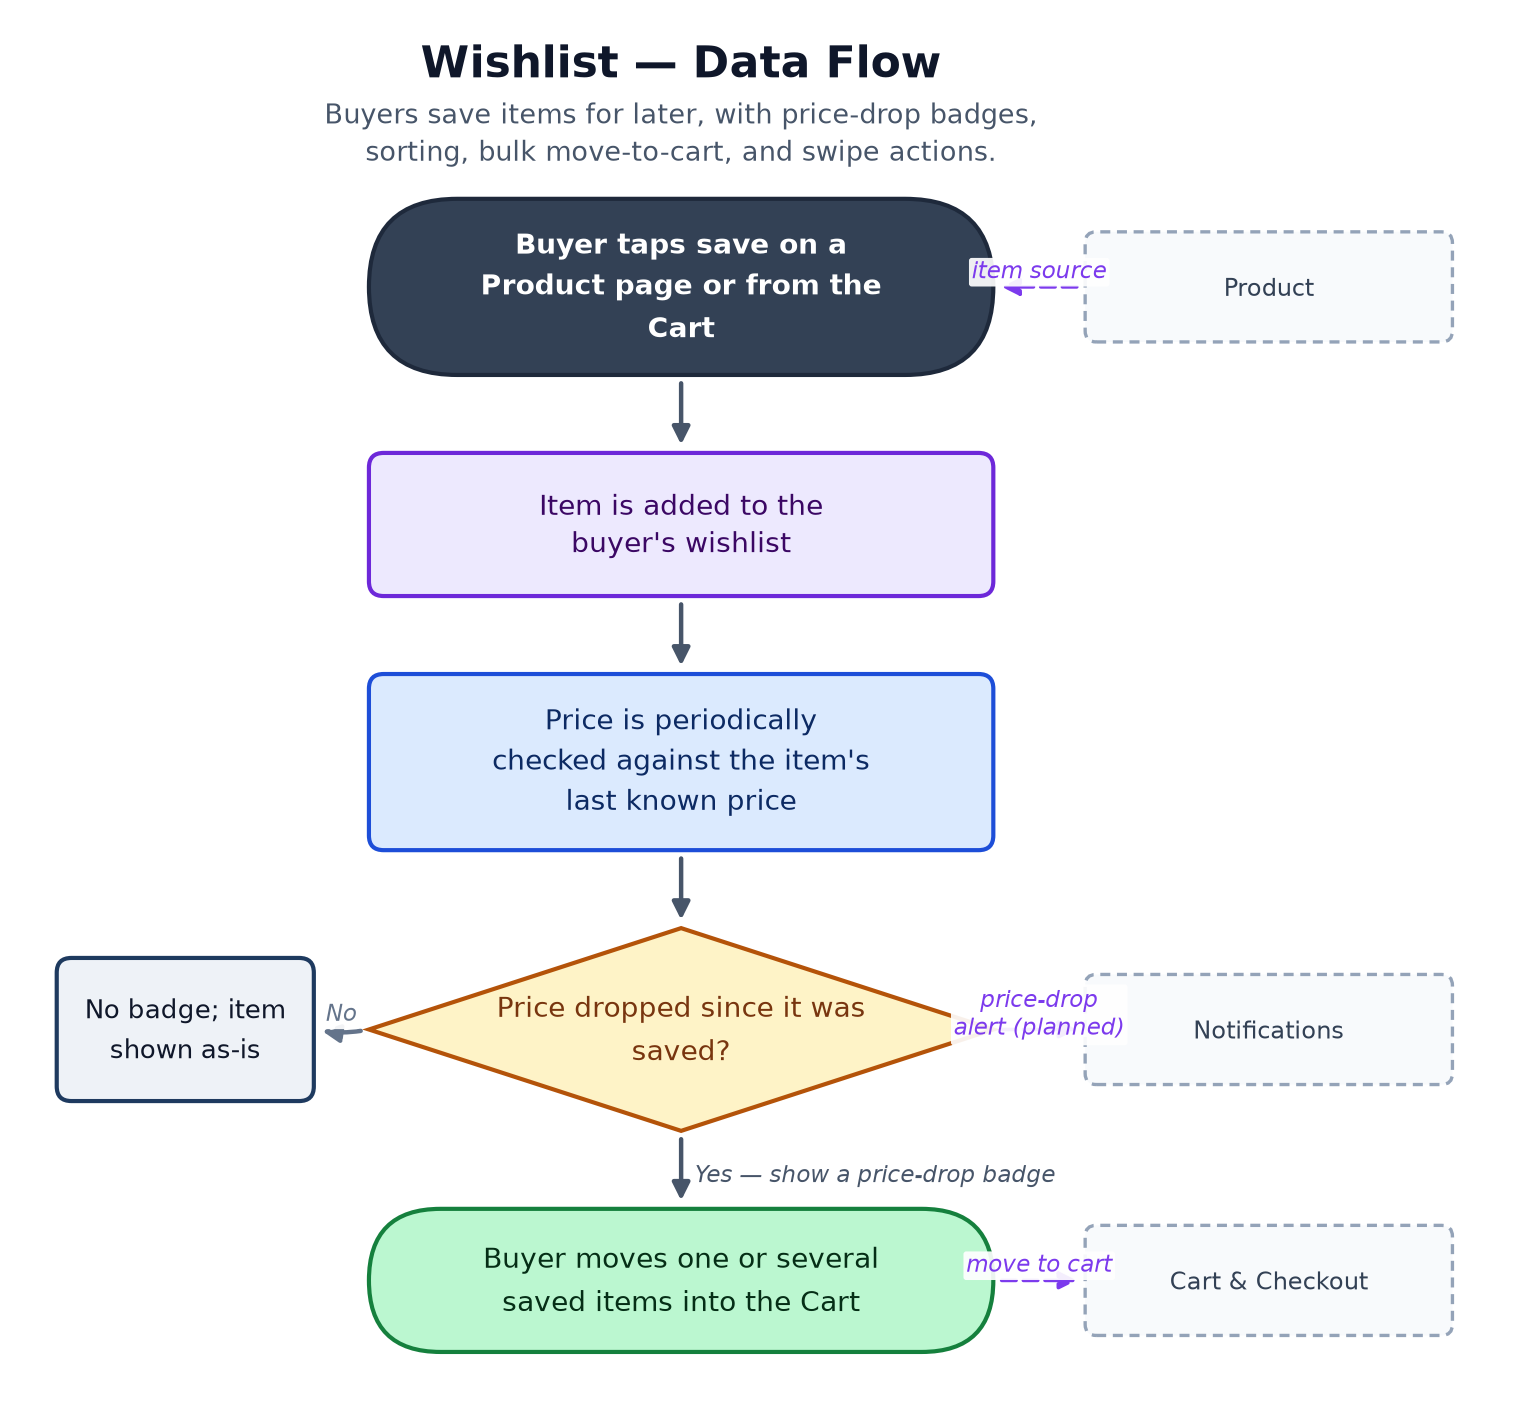 Wishlist — Data Flow
Buyers save items for later, with price-drop badges,
sorting, bulk move-to-cart, and swipe actions.
Buyer taps save on a
Product page or from the
Cart
item source
Product
Item is added to the
buyer's wishlist
Price is periodically
checked against the item's
last known price
No badge; item
shown as-is
No
Price dropped since it was
saved?
price-drop
alert (planned)
Notifications
Yes — show a price-drop badge
Buyer moves one or several
saved items into the Cart
move to cart
Cart & Checkout